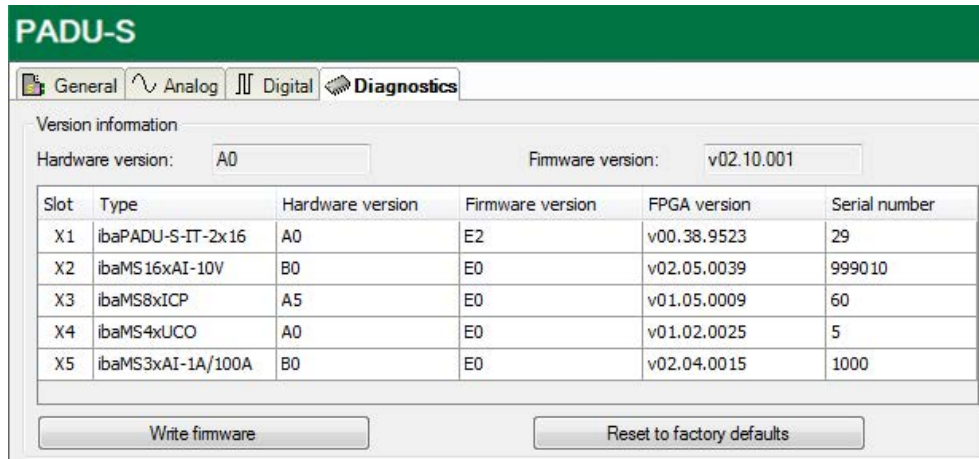 PADU-S
General Analog Digital Diagnostics
Version information
Hardware version: A0 Firmware version: v02.10.001
Slot Type Hardware version Firmware version FPGA version Serial number
X1 ibaPADU-S-IT-2x16 A0 E2 v00.38.9523 29
X2 ibaMS16xAI-10V B0 E0 v02.05.0039 999010
X3 ibaMS8xICP A5 E0 v01.05.0009 60
X4 ibaMS4xUCO A0 E0 v01.02.0025 5
X5 ibaMS3xAI-1A/100A B0 E0 v02.04.0015 1000
Write firmware Reset to factory defaults